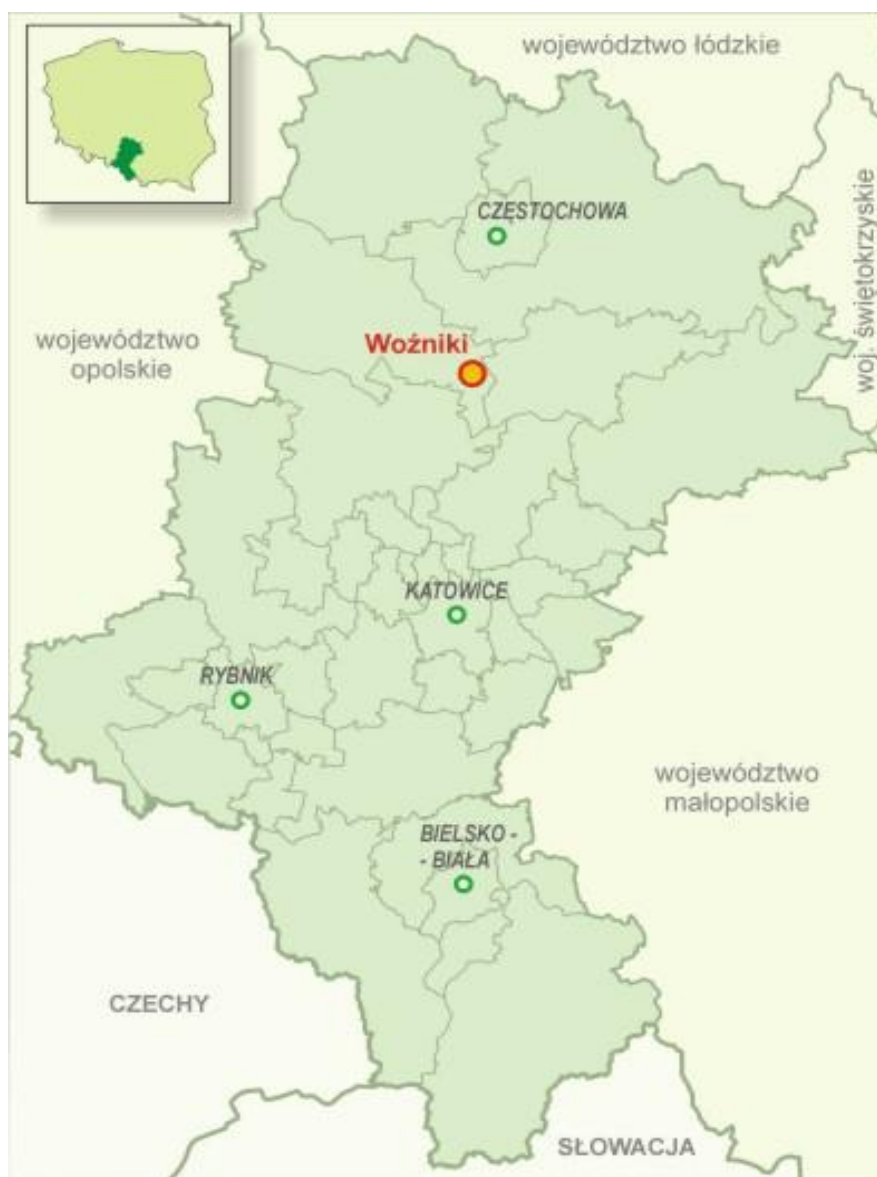 województwo łódzkie
CZĘSTOCHOWA
woj. świętokrzyskie
województwo
opolskie
Woźniki
KATOWICE
RYBNIK
województwo
małopolskie
BIELSKO -
- BIAŁA
CZECHY
SŁOWACJA